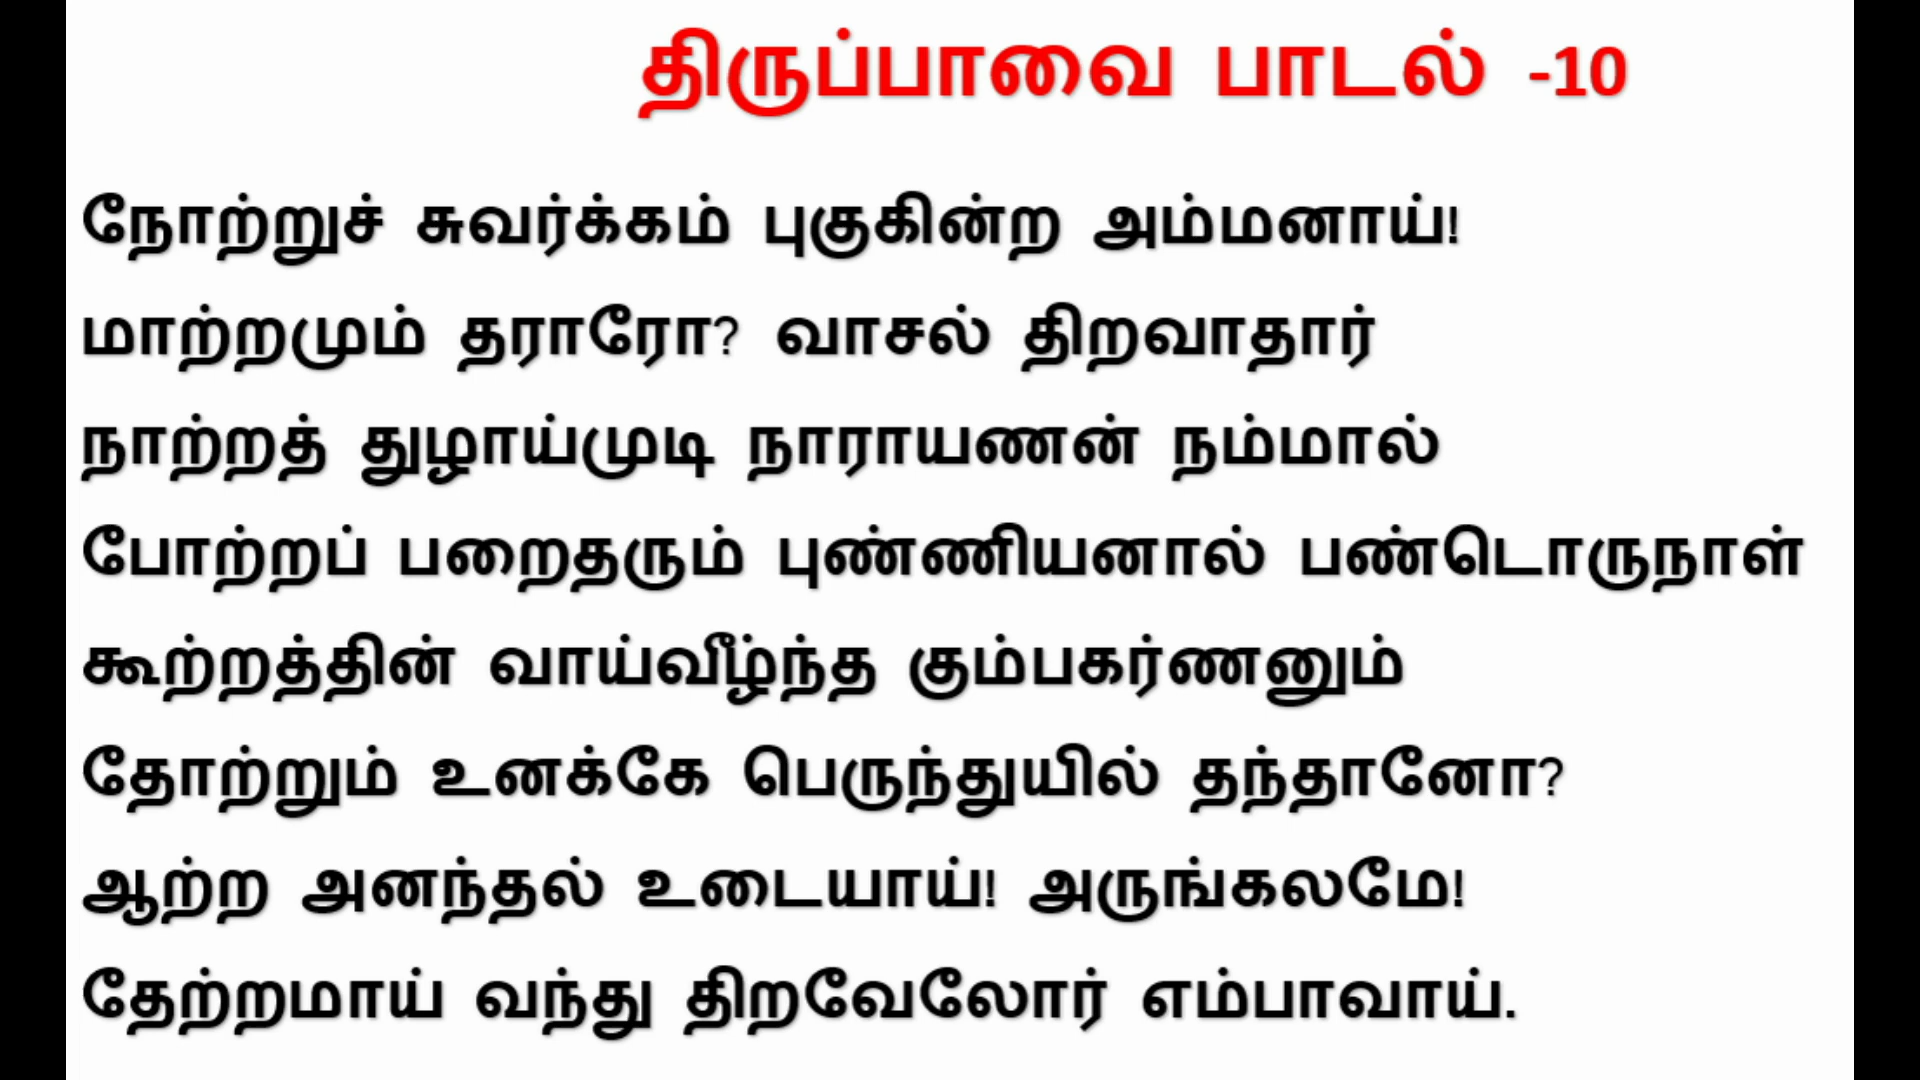 திருப்பாவை பாடல் -10
நோற்றுச் சுவர்க்கம் புகுகின்ற அம்மனாய்!
மாற்றமும் தராரோ? வாசல் திறவாதார்
நாற்றத் துழாய்முடி நாராயணன் நம்மால்
போற்றப் பறைதரும் புண்ணியனால் பண்டொருநாள்
கூற்றத்தின் வாய்வீழ்ந்த கும்பகர்ணனும்
தோற்றும் உனக்கே பெருந்துயில் தந்தானோ?
ஆற்ற அனந்தல் உடையாய்! அருங்கலமே!
தேற்றமாய் வந்து திறவேலோர் எம்பாவாய்.